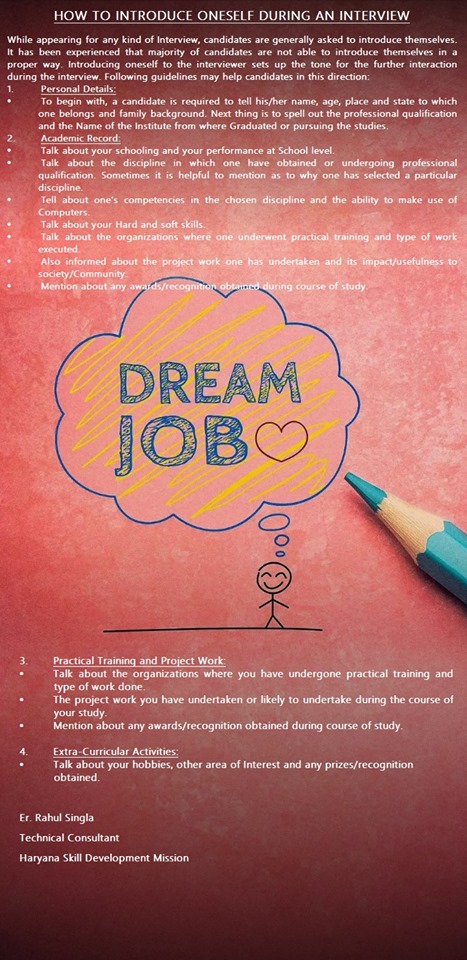 HOW TO INTRODUCE ONESELF DURING AN INTERVIEW
While appearing for any kind of Interview, candidates are generally asked to introduce themselves.
It has been experienced that majority of candidates are not able to introduce themselves in a
proper way. Introducing oneself to the interviewer sets up the tone for the further interaction
during the interview. Following guidelines may help candidates in this direction:
1. Personal Details:
• To begin with, a candidate is required to tell his/her name, age, place and state to which
one belongs and family background. Next thing is to spell out the professional qualification
and the Name of the Institute from where Graduated or pursuing the studies.
2. Academic Record:
• Talk about your schooling and your performance at School level.
• Talk about the discipline in which one have obtained or undergoing professional
qualification. Sometimes it is helpful to mention as to why one has selected a particular
discipline.
• Tell about one's competencies in the chosen discipline and the ability to make use of
Computers.
• Talk about your Hard and soft skills.
• Talk about the organizations where one underwent practical training and type of work
executed.
• Also informed about the project work one has undertaken and its impact/usefulness to
society/Community.
• Mention about any awards/recognition obtained during course of study.
DREAM
JOB
3. Practical Training and Project Work:
• Talk about the organizations where you have undergone practical training and
type of work done.
• The project work you have undertaken or likely to undertake during the course of
your study.
• Mention about any awards/recognition obtained during course of study.
4. Extra-Curricular Activities:
• Talk about your hobbies, other area of Interest and any prizes/recognition
obtained.
Er. Rahul Singla
Technical Consultant
Haryana Skill Development Mission